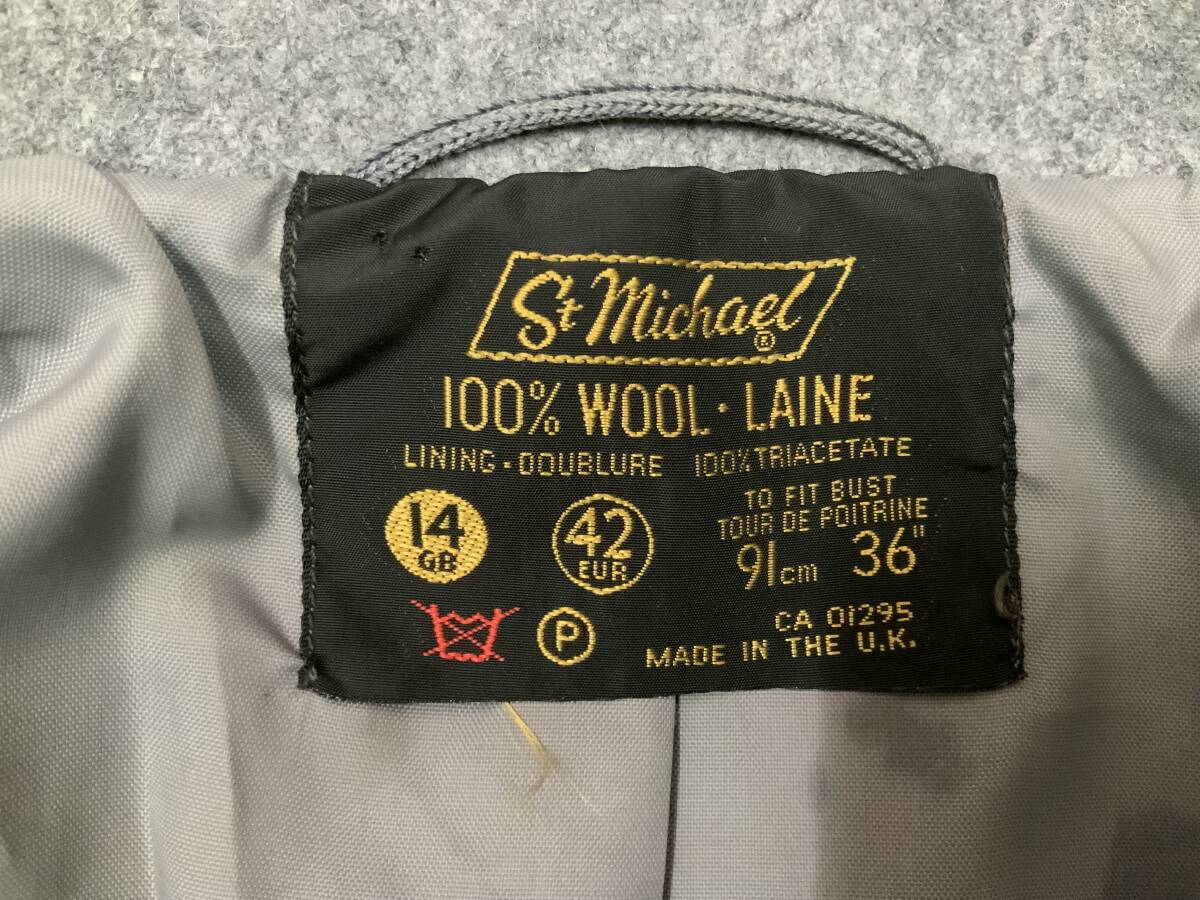 St Michael ®
100% WOOL · LAINE
LINING · DOUBLURE 100% TRIACETATE
14 GB
42 EUR
TO FIT BUST
TOUR DE POITRINE
91cm 36"
P
CA 01295
MADE IN THE U.K.